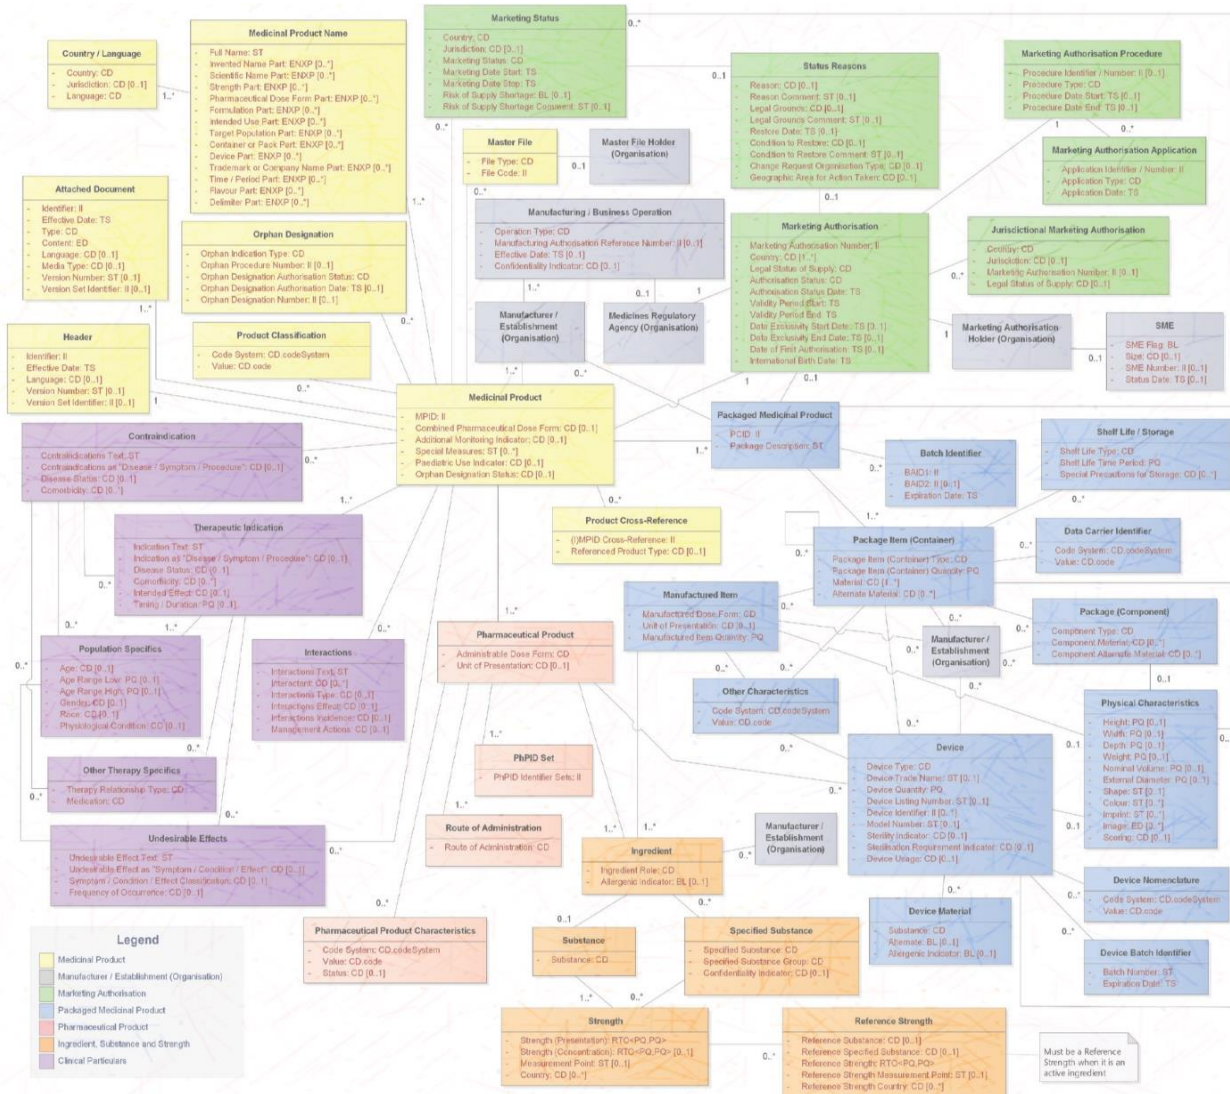 Marketing Status
- Country: CD
- Jurisdiction: CD [0..1]
- Marketing Status: CD
- Marketing Date Start: TS
- Marketing Date Stop: TS
- Risk of Supply Shortage: BL [0..1]
- Risk of Supply Shortage Comment: ST [0..1]
Medicinal Product Name
- Full Name: ST
- Invented Name Part: ENXP [0..*]
- Scientific Name Part: ENXP [0..*]
- Strength Part: ENXP [0..*]
- Pharmaceutical Dose Form Part: ENXP [0..*]
- Formulation Part: ENXP [0..*]
- Intended Use Part: ENXP [0..*]
- Target Population Part: ENXP [0..*]
- Container or Pack Part: ENXP [0..*]
- Device Part: ENXP [0..*]
- Trademark or Company Name Part: ENXP [0..*]
- Time / Period Part: ENXP [0..*]
- Flavour Part: ENXP [0..*]
- Delimiter Part: ENXP [0..*]
Country / Language
- Country: CD
- Jurisdiction: CD [0..1]
- Language: CD
Status Reasons
- Reason: CD [0..1]
- Reason Comment: ST [0..1]
- Legal Grounds: CD [0..1]
- Legal Grounds Comment: ST [0..1]
- Restore Date: TS [0..1]
- Condition to Restore: CD [0..1]
- Condition to Restore Comment: ST [0..1]
- Change Request Organisation Type: CD [0..1]
- Geographic Area for Action Taken: CD [0..1]
Marketing Authorisation Procedure
- Procedure Identifier / Number: II [0..1]
- Procedure Type: CD
- Procedure Date Start: TS [0..1]
- Procedure Date End: TS [0..1]
Marketing Authorisation Application
- Application Identifier / Number: II
- Application Type: CD
- Application Date: TS
Master File
- File Type: CD
- File Code: II
Master File Holder
(Organisation)
Attached Document
- Identifier: II
- Effective Date: TS
- Type: CD
- Content: ED
- Language: CD [0..1]
- Media Type: CD [0..1]
- Version Number: ST [0..1]
- Version Set Identifier: II [0..1]
Orphan Designation
- Orphan Indication Type: CD
- Orphan Procedure Number: II [0..1]
- Orphan Designation Authorisation Status: CD
- Orphan Designation Authorisation Date: TS [0..1]
- Orphan Designation Number: II [0..1]
Manufacturing / Business Operation
- Operation Type: CD
- Manufacturing Authorisation Reference Number: II [0..1]
- Effective Date: TS [0..1]
- Confidentiality Indicator: CD [0..1]
Marketing Authorisation
- Marketing Authorisation Number: II
- Country: CD [1..*]
- Legal Status of Supply: CD
- Authorisation Status: CD
- Authorisation Status Date: TS
- Validity Period Start: TS
- Validity Period End: TS
- Data Exclusivity Start Date: TS [0..1]
- Data Exclusivity End Date: TS [0..1]
- Date of First Authorisation: TS [0..1]
- International Birth Date: TS
Jurisdictional Marketing Authorisation
- Country: CD
- Jurisdiction: CD [0..1]
- Marketing Authorisation Number: II [0..1]
- Legal Status of Supply: CD [0..1]
Manufacturer /
Establishment
(Organisation)
Medicines Regulatory
Agency (Organisation)
Marketing Authorisation
Holder (Organisation)
SME
- SME Flag: BL
- Size: CD [0..1]
- SME Number: II [0..1]
- Status Date: TS [0..1]
Header
- Identifier: II
- Effective Date: TS
- Language: CD [0..1]
- Version Number: ST [0..1]
- Version Set Identifier: II [0..1]
Product Classification
- Code System: CD.codeSystem
- Value: CD.code
Medicinal Product
- MPID: II
- Combined Pharmaceutical Dose Form: CD [0..1]
- Additional Monitoring Indicator: CD [0..1]
- Special Measures: ST [0..*]
- Paediatric Use Indicator: CD [0..1]
- Orphan Designation Status: CD [0..1]
Packaged Medicinal Product
- PCID: II
- Package Description: ST
Shelf Life / Storage
- Shelf Life Type: CD
- Shelf Life Time Period: PQ
- Special Precautions for Storage: CD [0..*]
Batch Identifier
- BAID1: II
- BAID2: II [0..1]
- Expiration Date: TS
Contraindication
- Contraindications Text: ST
- Contraindications as "Disease / Symptom / Procedure": CD [0..1]
- Disease Status: CD [0..1]
- Comorbidity: CD [0..*]
Product Cross-Reference
- (I)MPID Cross-Reference: II
- Referenced Product Type: CD [0..1]
Therapeutic Indication
- Indication Text: ST
- Indication as "Disease / Symptom / Procedure": CD [0..1]
- Disease Status: CD [0..1]
- Comorbidity: CD [0..*]
- Intended Effect: CD [0..1]
- Timing / Duration: PQ [0..1]
Package Item (Container)
- Package Item (Container) Type: CD
- Package Item (Container) Quantity: PQ
- Material: CD [1..*]
- Alternate Material: CD [0..*]
Data Carrier Identifier
- Code System: CD.codeSystem
- Value: CD.code
Manufactured Item
- Manufactured Dose Form: CD
- Unit of Presentation: CD [0..1]
- Manufactured Item Quantity: PQ
Package (Component)
- Component Type: CD
- Component Material: CD [0..*]
- Component Alternate Material: CD [0..*]
Manufacturer /
Establishment
(Organisation)
Pharmaceutical Product
- Administrable Dose Form: CD
- Unit of Presentation: CD [0..1]
Population Specifics
- Age: CD [0..1]
- Age Range Low: PQ [0..1]
- Age Range High: PQ [0..1]
- Gender: CD [0..1]
- Race: CD [0..1]
- Physiological Condition: CD [0..1]
Interactions
- Interactions Text: ST
- Interactant: CD [0..*]
- Interactions Type: CD [0..1]
- Interactions Effect: CD [0..1]
- Interactions Incidence: CD [0..1]
- Management Actions: CD [0..1]
Other Characteristics
- Code System: CD.codeSystem
- Value: CD.code
Physical Characteristics
- Height: PQ [0..1]
- Width: PQ [0..1]
- Depth: PQ [0..1]
- Weight: PQ [0..1]
- Nominal Volume: PQ [0..1]
- External Diameter: PQ [0..1]
- Shape: ST [0..1]
- Colour: ST [0..*]
- Imprint: ST [0..*]
- Image: ED [0..*]
- Scoring: CD [0..1]
Device
- Device Type: CD
- Device Trade Name: ST [0..1]
- Device Quantity: PQ
- Device Listing Number: ST [0..1]
- Device Identifier: II [0..*]
- Model Number: ST [0..1]
- Sterility Indicator: CD [0..1]
- Sterilisation Requirement Indicator: CD [0..1]
- Device Usage: CD [0..1]
PhPID Set
- PhPID Identifier Sets: II
Other Therapy Specifics
- Therapy Relationship Type: CD
- Medication: CD
Route of Administration
- Route of Administration: CD
Manufacturer /
Establishment
(Organisation)
Undesirable Effects
- Undesirable Effect Text: ST
- Undesirable Effect as "Symptom / Condition / Effect": CD [0..1]
- Symptom / Condition / Effect Classification: CD [0..1]
- Frequency of Occurrence: CD [0..1]
Ingredient
- Ingredient Role: CD
- Allergenic Indicator: BL [0..1]
Device Nomenclature
- Code System: CD.codeSystem
- Value: CD.code
Device Material
- Substance: CD
- Alternate: BL [0..1]
- Allergenic Indicator: BL [0..1]
Device Batch Identifier
- Batch Number: ST
- Expiration Date: TS
Pharmaceutical Product Characteristics
- Code System: CD.codeSystem
- Value: CD.code
- Status: CD [0..1]
Substance
- Substance: CD
Specified Substance
- Specified Substance: CD
- Specified Substance Group: CD
- Confidentiality Indicator: CD [0..1]
Strength
- Strength (Presentation): RTC<PQ,PQ>
- Strength (Concentration): RTC<PQ,PQ> [0..1]
- Measurement Point: ST [0..1]
- Country: CD [0..*]
Reference Strength
- Reference Substance: CD [0..1]
- Reference Specified Substance: CD [0..1]
- Reference Strength: RTC<PQ,PQ>
- Reference Strength Measurement Point: ST [0..1]
- Reference Strength Country: CD [0..*]
Must be a Reference
Strength when it is an
active ingredient
Legend
Medicinal Product
Manufacturer / Establishment (Organisation)
Marketing Authorisation
Packaged Medicinal Product
Pharmaceutical Product
Ingredient, Substance and Strength
Clinical Particulars